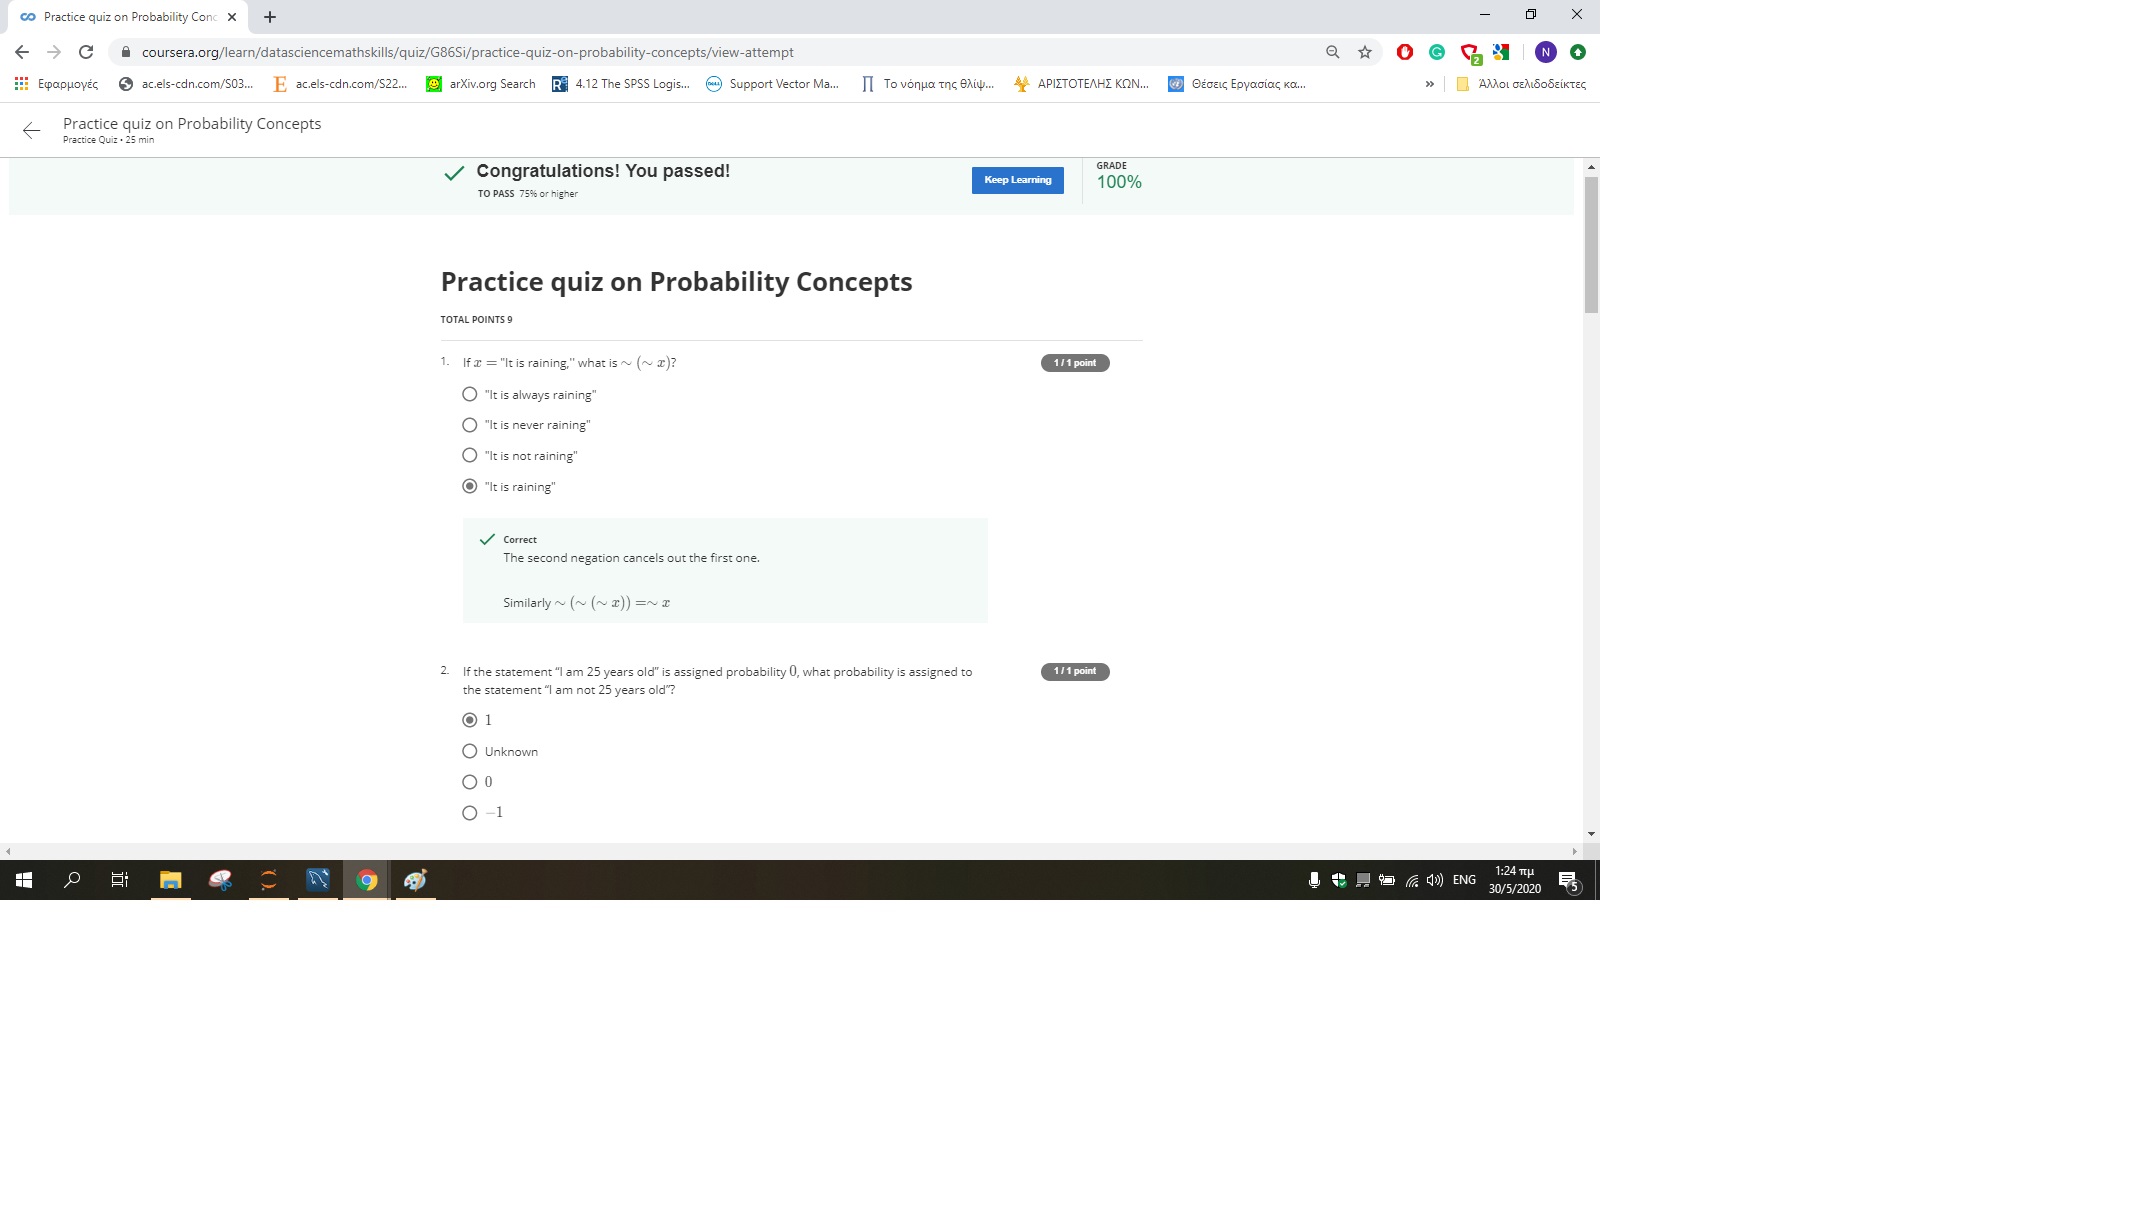 Practice quiz on Probability Conc
coursera.org/learn/datasciencemathskills/quiz/G86Si/practice-quiz-on-probability-concepts/view-attempt
N
2
Εφαρμογές
ac.els-cdn.com/S03...
ac.els-cdn.com/S22...
arXiv.org Search
4.12 The SPSS Logis...
Support Vector Ma...
Το νόημα της θλίψ...
ΑΡΙΣΤΟΤΕΛΗΣ ΚΩΝ...
Θέσεις Εργασίας κα...
»
Άλλοι σελιδοδείκτες
Practice quiz on Probability Concepts
Practice Quiz • 25 min
Congratulations! You passed!
TO PASS 75% or higher
Keep Learning
GRADE
100%
Practice quiz on Probability Concepts
TOTAL POINTS 9
1. If x = "It is raining," what is ∼ (∼ x)?
1 / 1 point
"It is always raining"
"It is never raining"
"It is not raining"
"It is raining"
Correct
The second negation cancels out the first one.
Similarly ∼ (∼ (∼ x)) =∼ x
2. If the statement “I am 25 years old” is assigned probability 0, what probability is assigned to
the statement “I am not 25 years old”?
1 / 1 point
1
Unknown
0
−1
ENG
1:24 πμ
30/5/2020
5